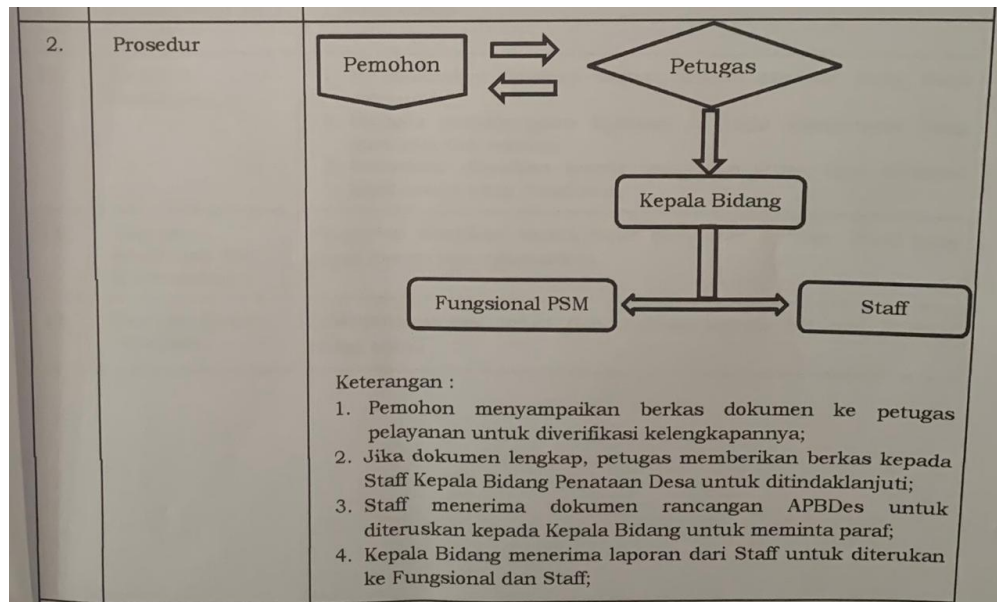 2. Prosedur
Pemohon
Petugas
Kepala Bidang
Fungsional PSM
Staff
Keterangan :
1. Pemohon menyampaikan berkas dokumen ke petugas
pelayanan untuk diverifikasi kelengkapannya;
2. Jika dokumen lengkap, petugas memberikan berkas kepada
Staff Kepala Bidang Penataan Desa untuk ditindaklanjuti;
3. Staff menerima dokumen rancangan APBDes untuk
diteruskan kepada Kepala Bidang untuk meminta paraf;
4. Kepala Bidang menerima laporan dari Staff untuk diterukan
ke Fungsional dan Staff;